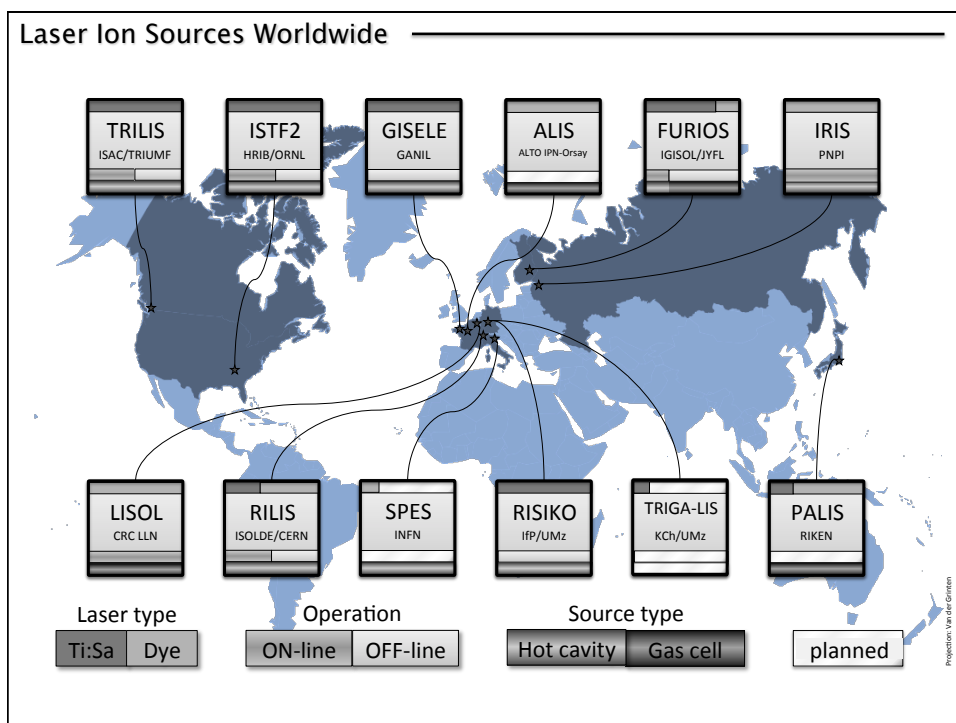 Laser Ion Sources Worldwide
TRILIS
ISAC/TRIUMF
ISTF2
HRIB/ORNL
GISELE
GANIL
ALIS
ALTO IPN-Orsay
FURIOS
IGISOL/JYFL
IRIS
PNPI
LISOL
CRC LLN
RILIS
ISOLDE/CERN
SPES
INFN
RISIKO
IfP/UMz
TRIGA-LIS
KCh/UMz
PALIS
RIKEN
Laser type
Ti:Sa
Dye
Operation
ON-line
OFF-line
Source type
Hot cavity
Gas cell
planned
Projection: Van der Grinten